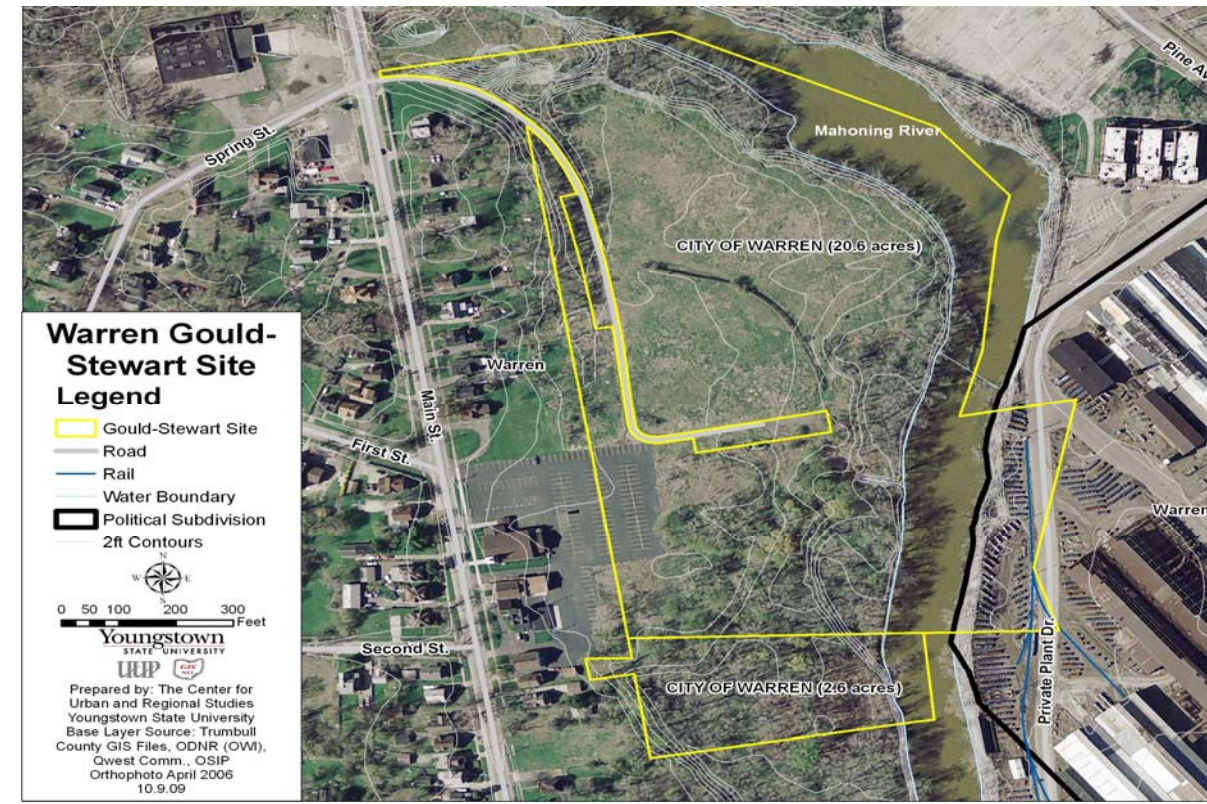 Pine Av
Mahoning River
Spring St.
CITY OF WARREN (20.6 acres)
Warren
Main St.
First St.
Warren
Second St.
CITY OF WARREN (2.6 acres)
Private Plant Dr.
Warren Gould-
Stewart Site
Legend
Gould-Stewart Site
Road
Rail
Water Boundary
Political Subdivision
2ft Contours
N
W E
S
0 50 100 200 300
Feet
Youngstown
STATE UNIVERSITY
Prepared by: The Center for
Urban and Regional Studies
Youngstown State University
Base Layer Source: Trumbull
County GIS Files, ODNR (OWI),
Qwest Comm., OSIP
Orthophoto April 2006
10.9.09